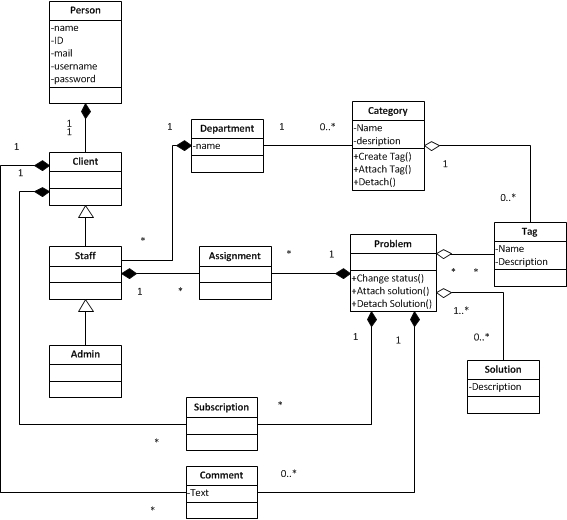 Person
-name
-ID
-mail
-username
-password
1
1
Client
1
1
Department
-name
1
1
0..*
Category
-Name
-desription
+Create Tag()
+Attach Tag()
+Detach()
1
0..*
Tag
-Name
-Description
Staff
*
1
*
Assignment
*
1
Problem
+Change status()
+Attach solution()
+Detach Solution()
*
*
1..*
0..*
Solution
-Description
Admin
1
1
Subscription
*
*
Comment
-Text
0..*
*